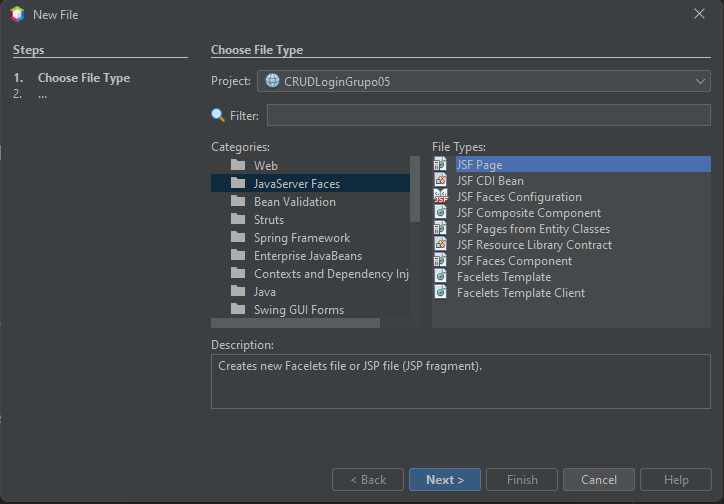 New File
Steps
1. Choose File Type
2. ...
Choose File Type
Project: CRUDLoginGrupo05
Filter:
Categories:
Web
JavaServer Faces
Bean Validation
Struts
Spring Framework
Enterprise JavaBeans
Contexts and Dependency Inj
Java
Swing GUI Forms
File Types:
JSF Page
JSF CDI Bean
JSF Faces Configuration
JSF Composite Component
JSF Pages from Entity Classes
JSF Resource Library Contract
JSF Faces Component
Facelets Template
Facelets Template Client
Description:
Creates new Facelets file or JSP file (JSP fragment).
< Back
Next >
Finish
Cancel
Help